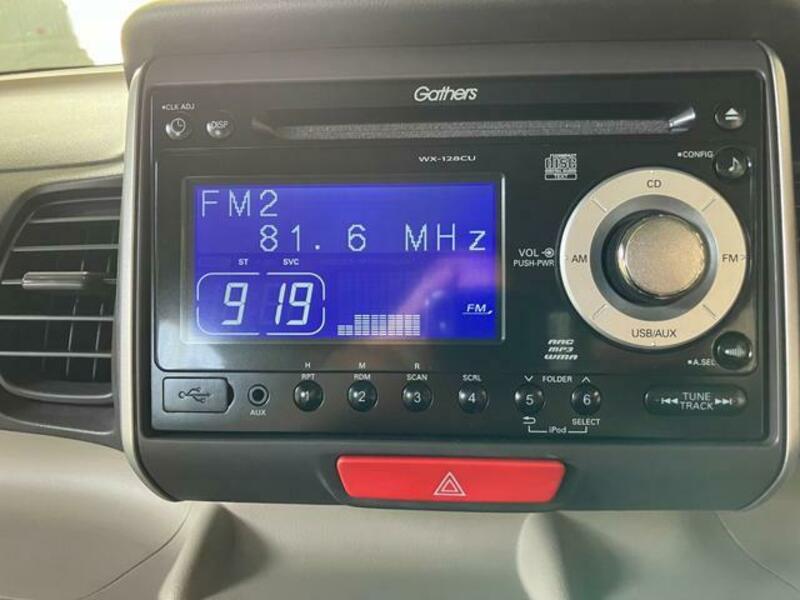 Gathers
•CLK ADJ
DISP
WX-128CU
disc
TEXT
•CONFIG
FM2
81.6 MHz
ST SVC
9 19
FM
CD
VOL
PUSH-PWR
AM
FM
USB/AUX
AAC
MP3
WMA
•A.SEL
H M R
RPT RDM SCAN SCRL FOLDER
1 2 3 4 5 6
AUX
iPod
SELECT
TUNE
TRACK